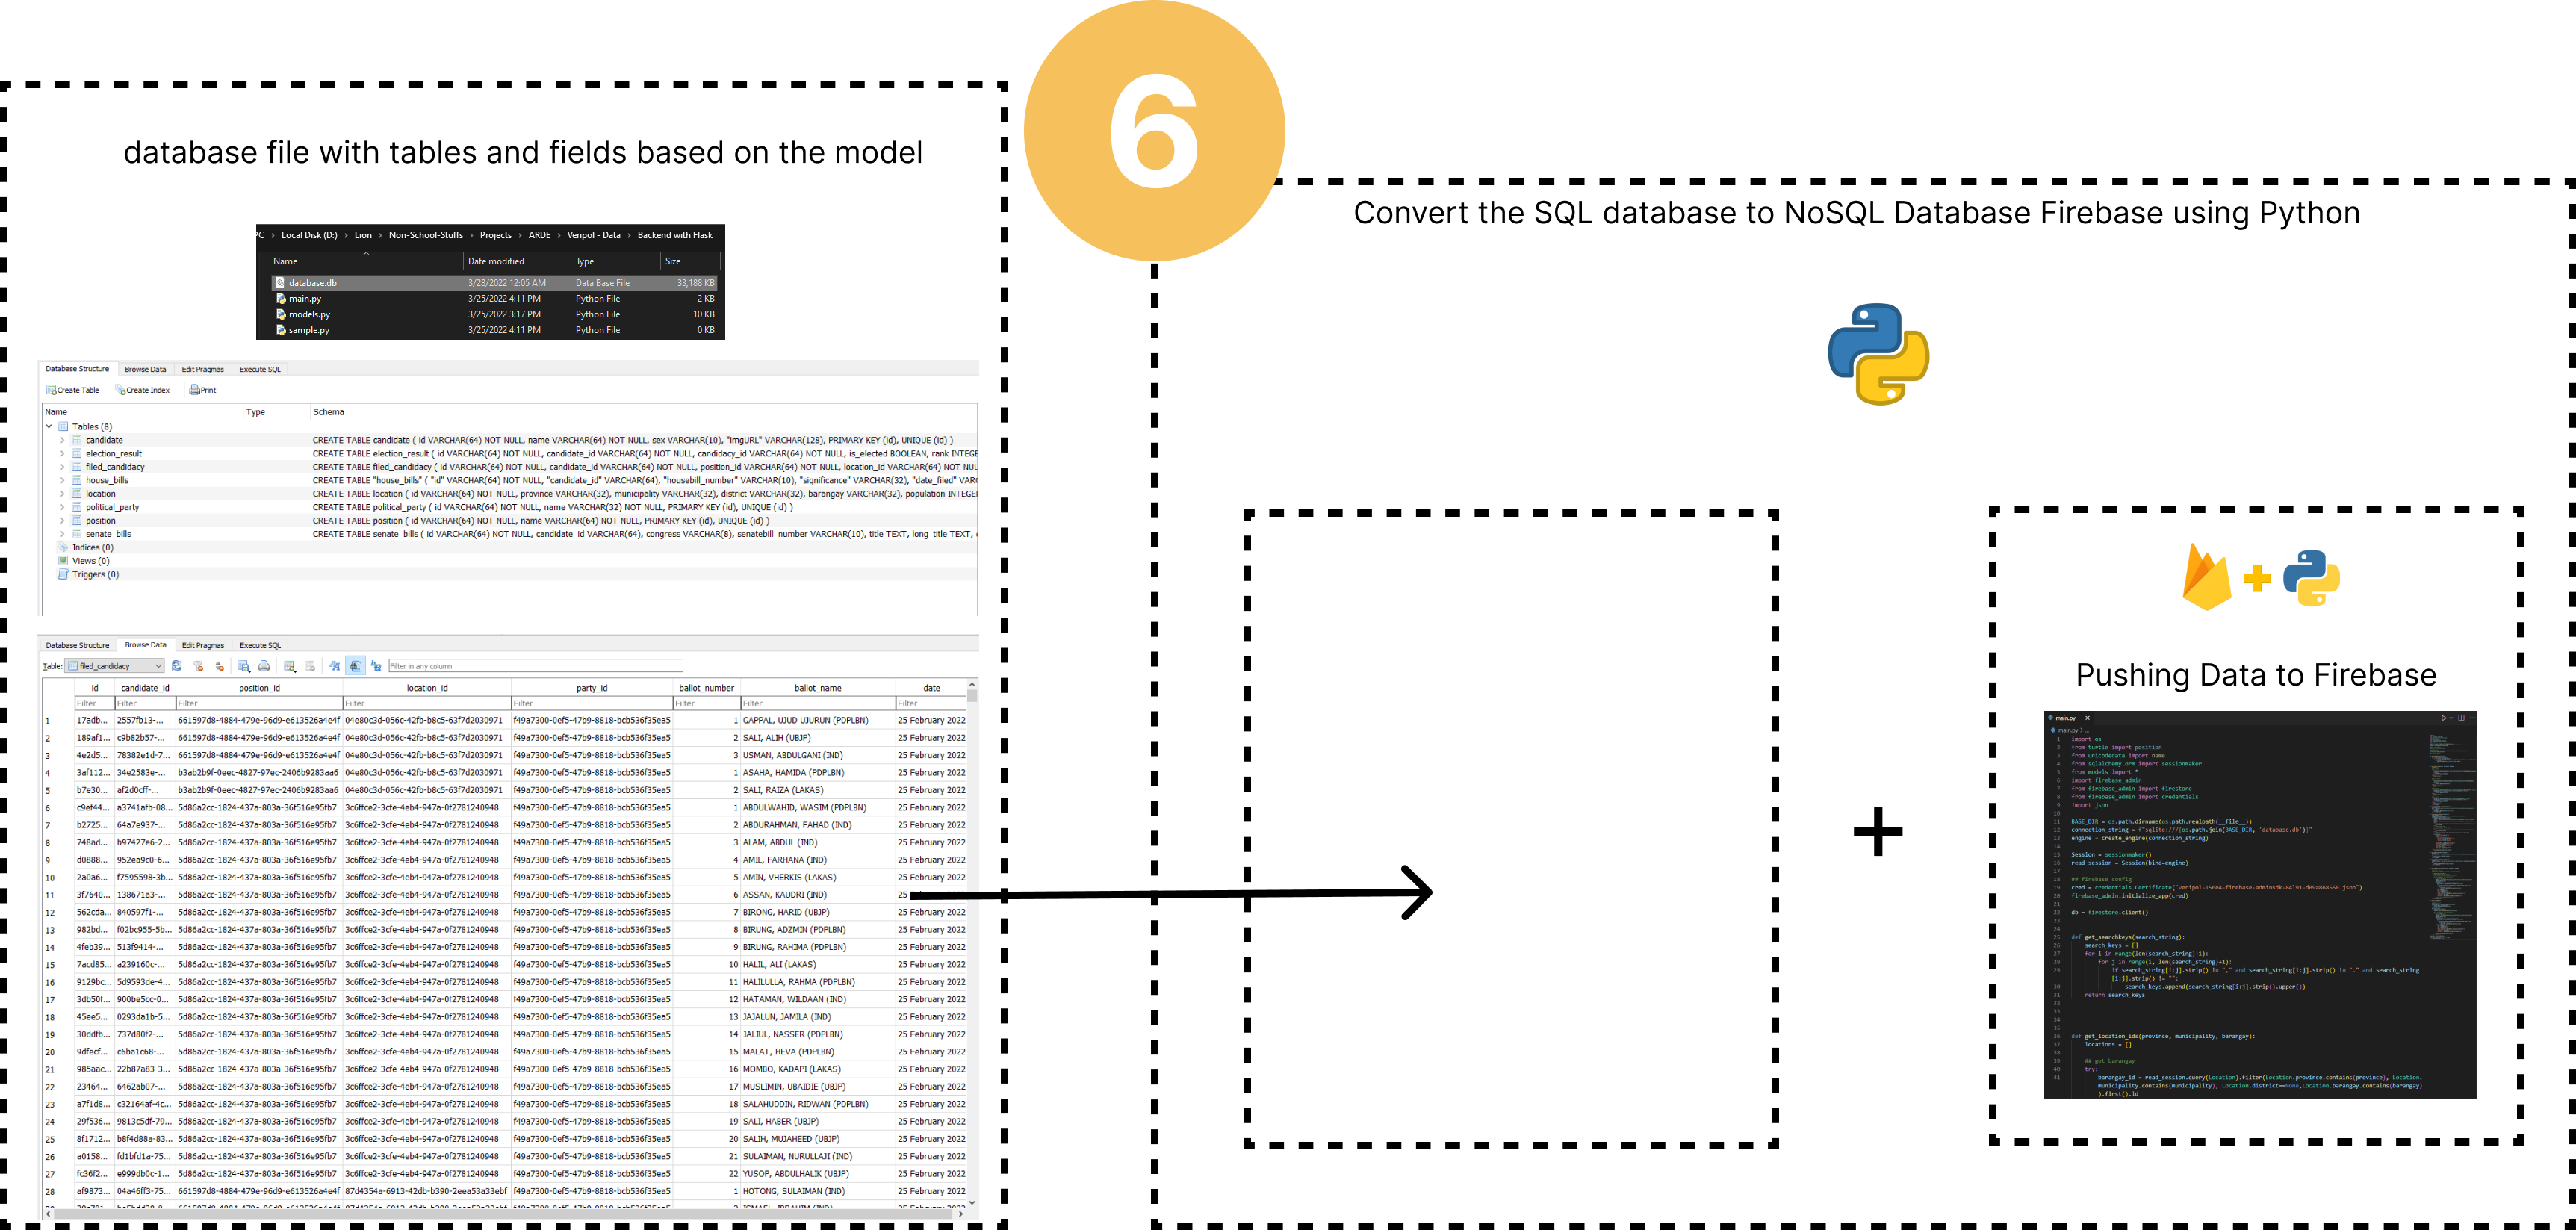 6
database file with tables and fields based on the model
Convert the SQL database to NoSQL Database Firebase using Python
PC > Local Disk (D:) > Lion > Non-School-Stuffs > Projects > ARDE > Veripol - Data > Backend with Flask
Name Date modified Type Size
database.db 3/28/2022 12:05 AM Data Base File 33,188 KB
main.py 3/25/2022 4:11 PM Python File 2 KB
models.py 3/25/2022 3:17 PM Python File 10 KB
sample.py 3/25/2022 4:11 PM Python File 0 KB
Database Structure Browse Data Edit Pragmas Execute SQL
Create Table Create Index Print
Name Type Schema
Tables (8)
candidate CREATE TABLE candidate ( id VARCHAR(64) NOT NULL, name VARCHAR(64) NOT NULL, sex VARCHAR(10), "imgURL" VARCHAR(128), PRIMARY KEY (id), UNIQUE (id) )
election_result CREATE TABLE election_result ( id VARCHAR(64) NOT NULL, candidate_id VARCHAR(64) NOT NULL, candidacy_id VARCHAR(64) NOT NULL, is_elected BOOLEAN, rank INTEGE
filed_candidacy CREATE TABLE filed_candidacy ( id VARCHAR(64) NOT NULL, candidate_id VARCHAR(64) NOT NULL, position_id VARCHAR(64) NOT NULL, location_id VARCHAR(64) NOT NUL
house_bills CREATE TABLE "house_bills" ( "id" VARCHAR(64) NOT NULL, "candidate_id" VARCHAR(64), "housebill_number" VARCHAR(10), "significance" VARCHAR(32), "date_filed" VAR
location CREATE TABLE location ( id VARCHAR(64) NOT NULL, province VARCHAR(32), municipality VARCHAR(32), district VARCHAR(32), barangay VARCHAR(32), population INTEGE
political_party CREATE TABLE political_party ( id VARCHAR(64) NOT NULL, name VARCHAR(32) NOT NULL, PRIMARY KEY (id), UNIQUE (id) )
position CREATE TABLE position ( id VARCHAR(64) NOT NULL, name VARCHAR(64) NOT NULL, PRIMARY KEY (id), UNIQUE (id) )
senate_bills CREATE TABLE senate_bills ( id VARCHAR(64) NOT NULL, candidate_id VARCHAR(64), congress VARCHAR(8), senatebill_number VARCHAR(10), title TEXT, long_title TEXT,
Indices (0)
Views (0)
Triggers (0)
Database Structure Browse Data Edit Pragmas Execute SQL
Table: filed_candidacy Filter in any column
id candidate_id position_id location_id party_id ballot_number ballot_name date
Filter Filter Filter Filter Filter Filter Filter Filter
1 17adb... 2557fb13-... 661597d8-4884-479e-96d9-e613526a4e4f 04e80c3d-056c-42fb-b8c5-63f7d2030971 f49a7300-0ef5-47b9-8818-bcb536f35ea5 1 GAPPAL, UJUD UJURUN (PDPLBN) 25 February 2022
2 189af1... c9b82b57-... 661597d8-4884-479e-96d9-e613526a4e4f 04e80c3d-056c-42fb-b8c5-63f7d2030971 f49a7300-0ef5-47b9-8818-bcb536f35ea5 2 SALI, ALIH (UBJP) 25 February 2022
3 4e2d5... 78382e1d-7... 661597d8-4884-479e-96d9-e613526a4e4f 04e80c3d-056c-42fb-b8c5-63f7d2030971 f49a7300-0ef5-47b9-8818-bcb536f35ea5 3 USMAN, ABDULGANI (IND) 25 February 2022
4 3af112... 34e2583e-... b3ab2b9f-0eec-4827-97ec-2406b9283aa6 04e80c3d-056c-42fb-b8c5-63f7d2030971 f49a7300-0ef5-47b9-8818-bcb536f35ea5 1 ASAHA, HAMIDA (PDPLBN) 25 February 2022
5 b7e30... af2d0cff-... b3ab2b9f-0eec-4827-97ec-2406b9283aa6 04e80c3d-056c-42fb-b8c5-63f7d2030971 f49a7300-0ef5-47b9-8818-bcb536f35ea5 2 SALI, RAIZA (LAKAS) 25 February 2022
6 c9ef44... a3741afb-08... 5d86a2cc-1824-437a-803a-36f516e95fb7 3c6ffce2-3cfe-4eb4-947a-0f2781240948 f49a7300-0ef5-47b9-8818-bcb536f35ea5 1 ABDULWAHID, WASIM (PDPLBN) 25 February 2022
7 b2725... 64a7e937-... 5d86a2cc-1824-437a-803a-36f516e95fb7 3c6ffce2-3cfe-4eb4-947a-0f2781240948 f49a7300-0ef5-47b9-8818-bcb536f35ea5 2 ABDURAHMAN, FAHAD (IND) 25 February 2022
8 748ad... b97427e6-2... 5d86a2cc-1824-437a-803a-36f516e95fb7 3c6ffce2-3cfe-4eb4-947a-0f2781240948 f49a7300-0ef5-47b9-8818-bcb536f35ea5 3 ALAM, ABDUL (IND) 25 February 2022
9 d0888... 952ea9c0-6... 5d86a2cc-1824-437a-803a-36f516e95fb7 3c6ffce2-3cfe-4eb4-947a-0f2781240948 f49a7300-0ef5-47b9-8818-bcb536f35ea5 4 AMIL, FARHANA (IND) 25 February 2022
10 2a0a6... f7595598-3b... 5d86a2cc-1824-437a-803a-36f516e95fb7 3c6ffce2-3cfe-4eb4-947a-0f2781240948 f49a7300-0ef5-47b9-8818-bcb536f35ea5 5 AMIN, VHERKIS (LAKAS) 25 February 2022
11 3f7640... 138671a3-... 5d86a2cc-1824-437a-803a-36f516e95fb7 3c6ffce2-3cfe-4eb4-947a-0f2781240948 f49a7300-0ef5-47b9-8818-bcb536f35ea5 6 ASSAN, KAUDRI (IND) 25
12 562cda... 840597f1-... 5d86a2cc-1824-437a-803a-36f516e95fb7 3c6ffce2-3cfe-4eb4-947a-0f2781240948 f49a7300-0ef5-47b9-8818-bcb536f35ea5 7 BIRONG, HARID (UBJP) 25 February 2022
13 982bd... f02bc955-5b... 5d86a2cc-1824-437a-803a-36f516e95fb7 3c6ffce2-3cfe-4eb4-947a-0f2781240948 f49a7300-0ef5-47b9-8818-bcb536f35ea5 8 BIRUNG, ADZMIN (PDPLBN) 25 February 2022
14 4feb39... 513f9414-... 5d86a2cc-1824-437a-803a-36f516e95fb7 3c6ffce2-3cfe-4eb4-947a-0f2781240948 f49a7300-0ef5-47b9-8818-bcb536f35ea5 9 BIRUNG, RAHIMA (PDPLBN) 25 February 2022
15 7acd85... a239160c-... 5d86a2cc-1824-437a-803a-36f516e95fb7 3c6ffce2-3cfe-4eb4-947a-0f2781240948 f49a7300-0ef5-47b9-8818-bcb536f35ea5 10 HALIL, ALI (LAKAS) 25 February 2022
16 9129bc... 5d9593de-4... 5d86a2cc-1824-437a-803a-36f516e95fb7 3c6ffce2-3cfe-4eb4-947a-0f2781240948 f49a7300-0ef5-47b9-8818-bcb536f35ea5 11 HALILULLA, RAHMA (PDPLBN) 25 February 2022
17 3db50f... 900be5cc-0... 5d86a2cc-1824-437a-803a-36f516e95fb7 3c6ffce2-3cfe-4eb4-947a-0f2781240948 f49a7300-0ef5-47b9-8818-bcb536f35ea5 12 HATAMAN, WILDAAN (IND) 25 February 2022
18 45ee5... 0293da1b-5... 5d86a2cc-1824-437a-803a-36f516e95fb7 3c6ffce2-3cfe-4eb4-947a-0f2781240948 f49a7300-0ef5-47b9-8818-bcb536f35ea5 13 JAJALUN, JAMILA (IND) 25 February 2022
19 30ddfb... 737d80f2-... 5d86a2cc-1824-437a-803a-36f516e95fb7 3c6ffce2-3cfe-4eb4-947a-0f2781240948 f49a7300-0ef5-47b9-8818-bcb536f35ea5 14 JALIUL, NASSER (PDPLBN) 25 February 2022
20 9dfecf... c6ba1c68-... 5d86a2cc-1824-437a-803a-36f516e95fb7 3c6ffce2-3cfe-4eb4-947a-0f2781240948 f49a7300-0ef5-47b9-8818-bcb536f35ea5 15 MALAT, HEVA (PDPLBN) 25 February 2022
21 985aac... 22b87a83-3... 5d86a2cc-1824-437a-803a-36f516e95fb7 3c6ffce2-3cfe-4eb4-947a-0f2781240948 f49a7300-0ef5-47b9-8818-bcb536f35ea5 16 MOMBO, KADAPI (LAKAS) 25 February 2022
22 23464... 6462ab07-... 5d86a2cc-1824-437a-803a-36f516e95fb7 3c6ffce2-3cfe-4eb4-947a-0f2781240948 f49a7300-0ef5-47b9-8818-bcb536f35ea5 17 MUSLIMIN, UBAIDIE (UBJP) 25 February 2022
23 a7f1d8... c32164af-4c... 5d86a2cc-1824-437a-803a-36f516e95fb7 3c6ffce2-3cfe-4eb4-947a-0f2781240948 f49a7300-0ef5-47b9-8818-bcb536f35ea5 18 SALAHUDDIN, RIDWAN (PDPLBN) 25 February 2022
24 29f536... 9813c5df-79... 5d86a2cc-1824-437a-803a-36f516e95fb7 3c6ffce2-3cfe-4eb4-947a-0f2781240948 f49a7300-0ef5-47b9-8818-bcb536f35ea5 19 SALI, HABER (UBJP) 25 February 2022
25 8f1712... b8f4d88a-83... 5d86a2cc-1824-437a-803a-36f516e95fb7 3c6ffce2-3cfe-4eb4-947a-0f2781240948 f49a7300-0ef5-47b9-8818-bcb536f35ea5 20 SALIH, MUJAHEED (UBJP) 25 February 2022
26 a0158... fd1bfd1a-75... 5d86a2cc-1824-437a-803a-36f516e95fb7 3c6ffce2-3cfe-4eb4-947a-0f2781240948 f49a7300-0ef5-47b9-8818-bcb536f35ea5 21 SULAIMAN, NURULLAJI (IND) 25 February 2022
27 fc36f2... e999db0c-1... 5d86a2cc-1824-437a-803a-36f516e95fb7 3c6ffce2-3cfe-4eb4-947a-0f2781240948 f49a7300-0ef5-47b9-8818-bcb536f35ea5 22 YUSOP, ABDULHALIK (UBJP) 25 February 2022
28 af9873... 04a46ff3-75... 661597d8-4884-479e-96d9-e613526a4e4f 87d4354a-6913-42db-b390-2eea53a33ebf f49a7300-0ef5-47b9-8818-bcb536f35ea5 1 HOTONG, SULAIMAN (IND) 25 February 2022
Pushing Data to Firebase
main.py
main.py > ...
1 import os
2 from turtle import position
3 from unicodedata import name
4 from sqlalchemy.orm import sessionmaker
5 from models import *
6 import firebase_admin
7 from firebase_admin import firestore
8 from firebase_admin import credentials
9 import json
10
11 BASE_DIR = os.path.dirname(os.path.realpath(__file__))
12 connection_string = f"sqlite:///{os.path.join(BASE_DIR, 'database.db')}"
13 engine = create_engine(connection_string)
14
15 Session = sessionmaker()
16 read_session = Session(bind=engine)
17
18 ## firebase config
19 cred = credentials.Certificate(
20 firebase_admin.initialize_app(cred)
21
22 db = firestore.client()
23
24
25 def get_searchkeys(search_string):
26 search_keys = []
27 for i in range(len(search_string)+1):
28 for j in range(i, len(search_string)+1):
29 if search_string[i:j].strip() != "," and search_string[i:j].strip() != "." and search_string
[i:j].strip() != "":
30 search_keys.append(search_string[i:j].strip().upper())
31 return search_keys
32
33
34
35
36 def get_location_ids(province, municipality, barangay):
37 locations = []
38
39 ## get barangay
40 try:
41 barangay_id = read_session.query(Location).filter(Location.province.contains(province), Location.
municipality.contains(municipality), Location.district==None,Location.barangay.contains(barangay)
).first().id